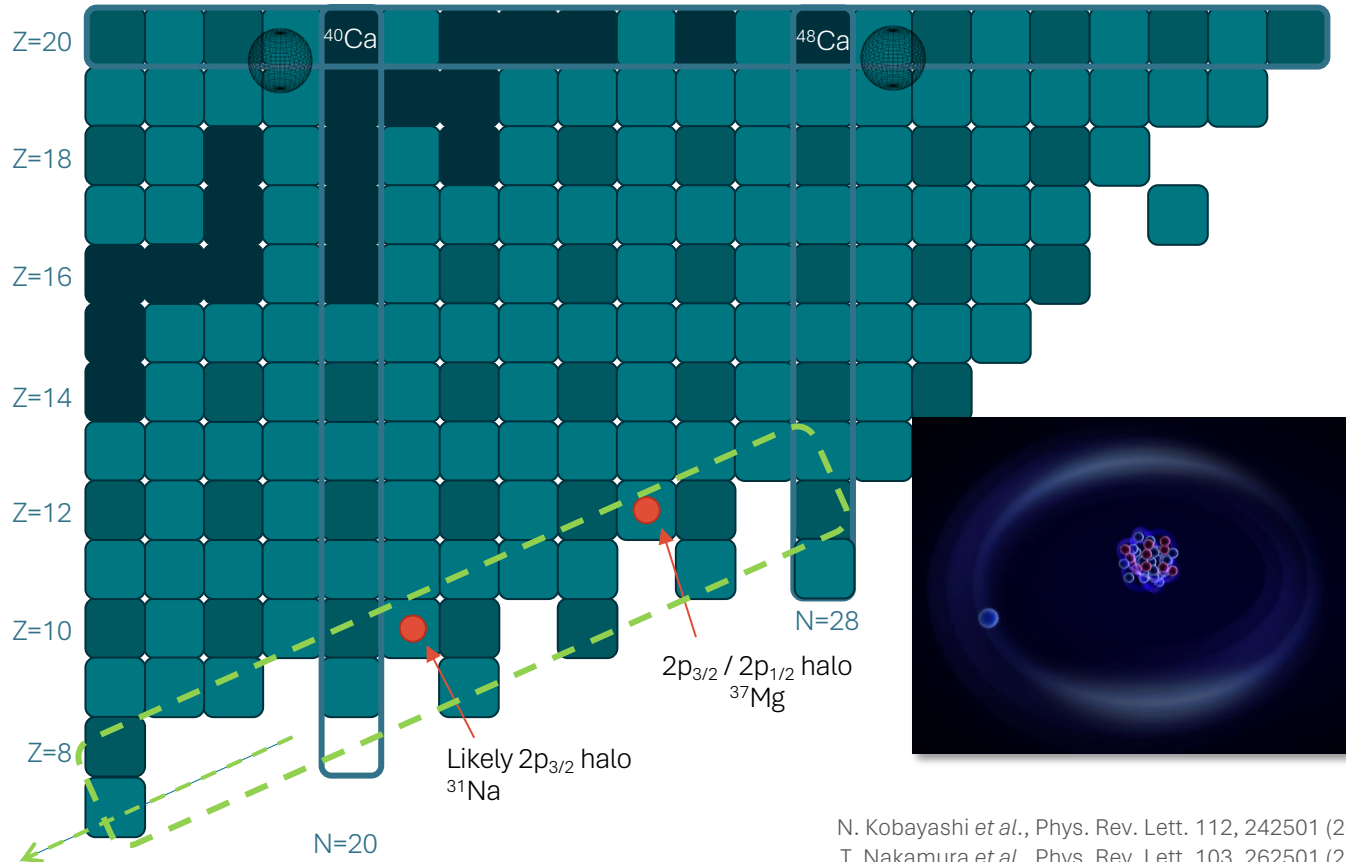 Z=20
⁴⁰Ca
⁴⁸Ca
Z=18
Z=16
Z=14
Z=12
Z=10
N=28
2p₃/₂ / 2p₁/₂ halo
³⁷Mg
Z=8
Likely 2p₃/₂ halo
³¹Na
N=20
N. Kobayashi et al., Phys. Rev. Lett. 112, 242501 (2
T. Nakamura et al., Phys. Rev. Lett. 103, 262501 (2